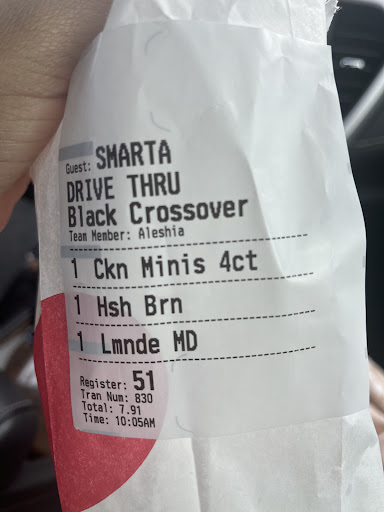 Guest: SMARTA
DRIVE THRU
Black Crossover
Team Member: Aleshia
1 Ckn Minis 4ct
1 Hsh Brn
1 Lmnde MD
Register: 51
Tran Num: 830
Total: 7.91
Time: 10:05AM